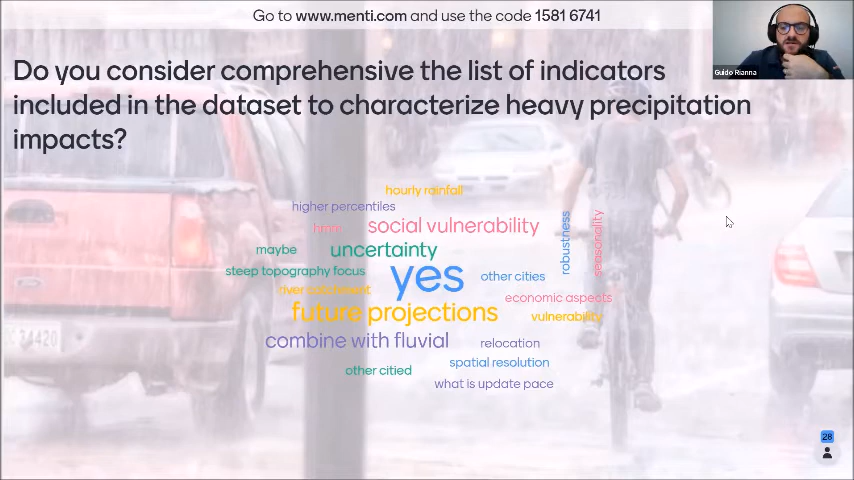 Go to www.menti.com and use the code 1581 6741
Guido Rianna
Do you consider comprehensive the list of indicators
included in the dataset to characterize heavy precipitation
impacts?
hourly rainfall
higher percentiles
social vulnerability
robustness
seasonality
maybe
uncertainty
steep topography focus
yes
other cities
river catchment
economic aspects
future projections
vulnerability
combine with fluvial
relocation
spatial resolution
other citied
what is update pace
28
34420